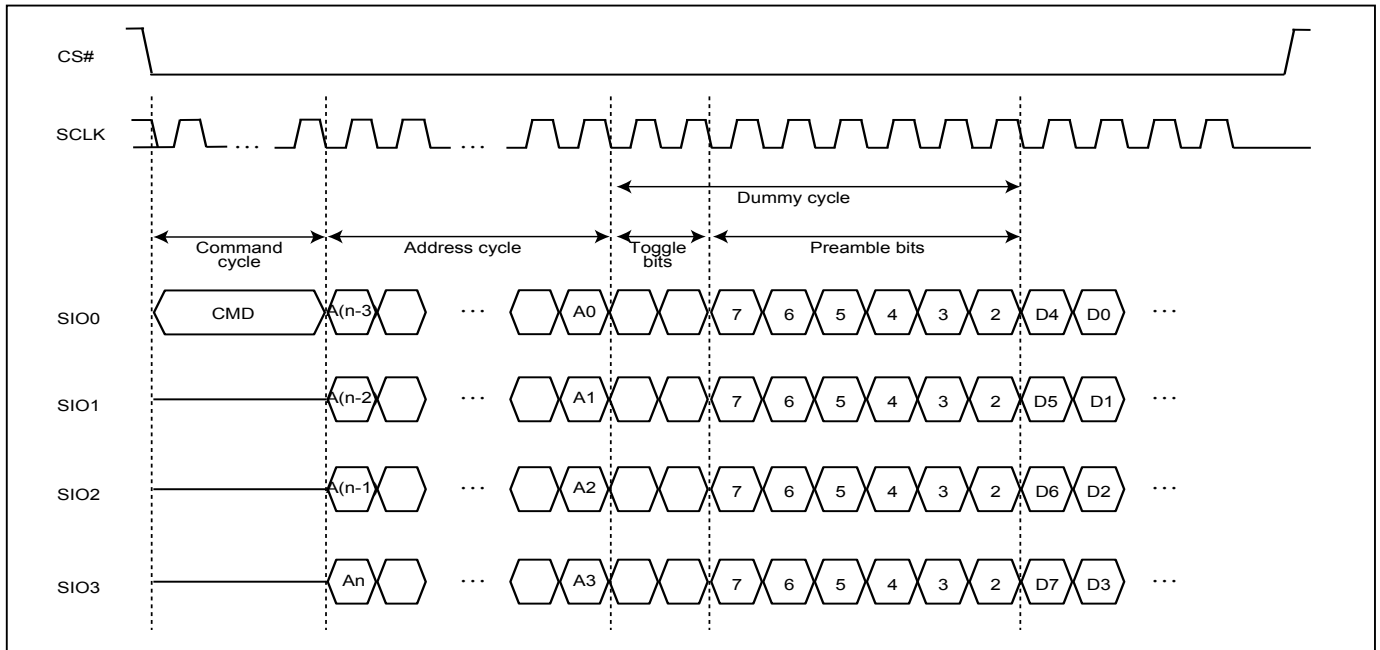 CS#
SCLK
...
...
Dummy cycle
Command
cycle
Address cycle
Toggle
bits
Preamble bits
SIO0
CMD
A(n-3)
...
A0
7
6
5
4
3
2
D4
D0
...
SIO1
A(n-2)
...
A1
7
6
5
4
3
2
D5
D1
...
SIO2
A(n-1)
...
A2
7
6
5
4
3
2
D6
D2
...
SIO3
An
...
A3
7
6
5
4
3
2
D7
D3
...